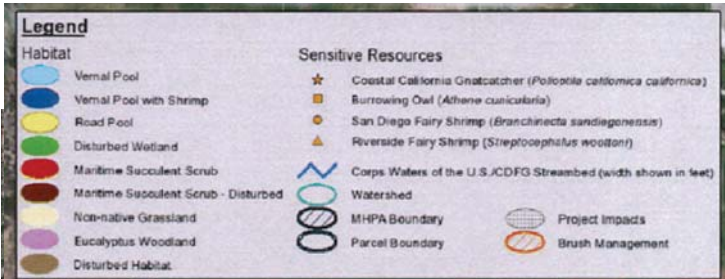 Legend
Habitat
Vernal Pool
Vernal Pool with Shrimp
Road Pool
Disturbed Wetland
Maritime Succulent Scrub
Maritime Succulent Scrub - Disturbed
Non-native Grassland
Eucalyptus Woodland
Disturbed Habitat
Sensitive Resources
Coastal California Gnatcatcher (Polioptila californica californica)
Burrowing Owl (Athene cunicularia)
San Diego Fairy Shrimp (Branchinecta sandiegonensis)
Riverside Fairy Shrimp (Streptocephalus woottoni)
Corps Waters of the U.S./CDFG Streambed (width shown in feet)
Watershed
MHPA Boundary
Parcel Boundary
Project Impacts
Brush Management